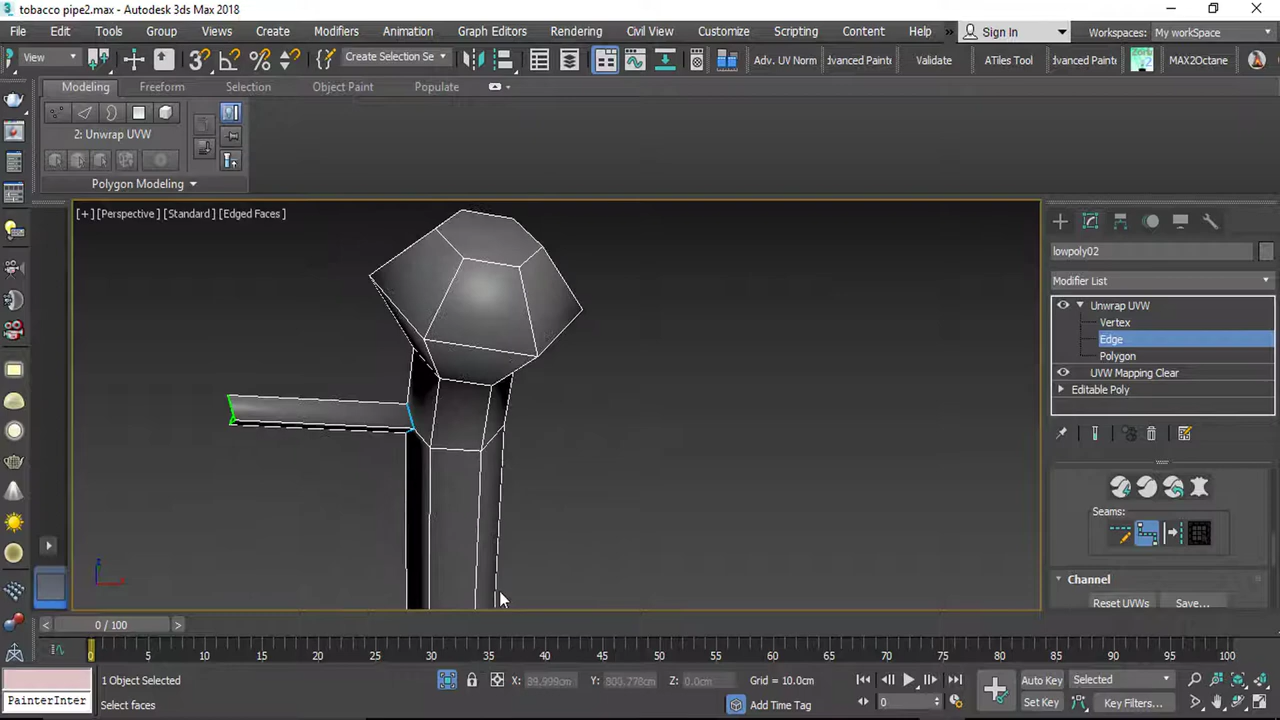 tobacco pipe2.max - Autodesk 3ds Max 2018
File Edit Tools Group Views Create Modifiers Animation Graph Editors Rendering Civil View Customize Scripting Content Help Sign In Workspaces: My workSpace
View Create Selection Se Adv. UV Norm Validate ATiles Tool MAX2Octane
Modeling Freeform Selection Object Paint Populate
2: Unwrap UVW
Polygon Modeling
[+] [Perspective] [Standard] [Edged Faces]
lowpoly02
Modifier List
Unwrap UVW
Vertex
Edge
Polygon
UVW Mapping Clear
Editable Poly
Seams:
Channel
Reset UVWs Save...
0 / 100
0 5 10 15 20 25 30 35 40 45 50 55 60 65 70 75 80 85 90 95 100
1 Object Selected X: 39.999cm Y: 800.778cm Z: 0.0cm Grid = 10.0cm Auto Key Selected
PainterInter Select faces Add Time Tag 0 Set Key Key Filters...